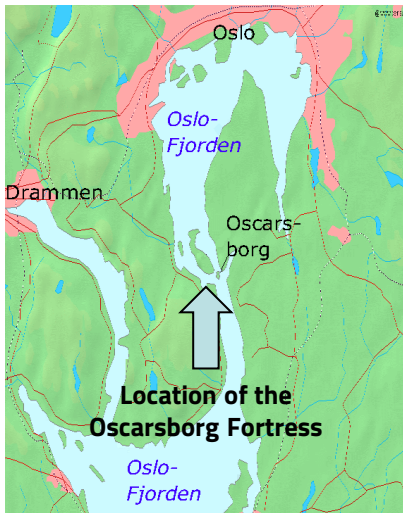 Oslo
Oslo-
Fjorden
Drammen
Oscars-
borg
Location of the
Oscarsborg Fortress
Oslo-
Fjorden